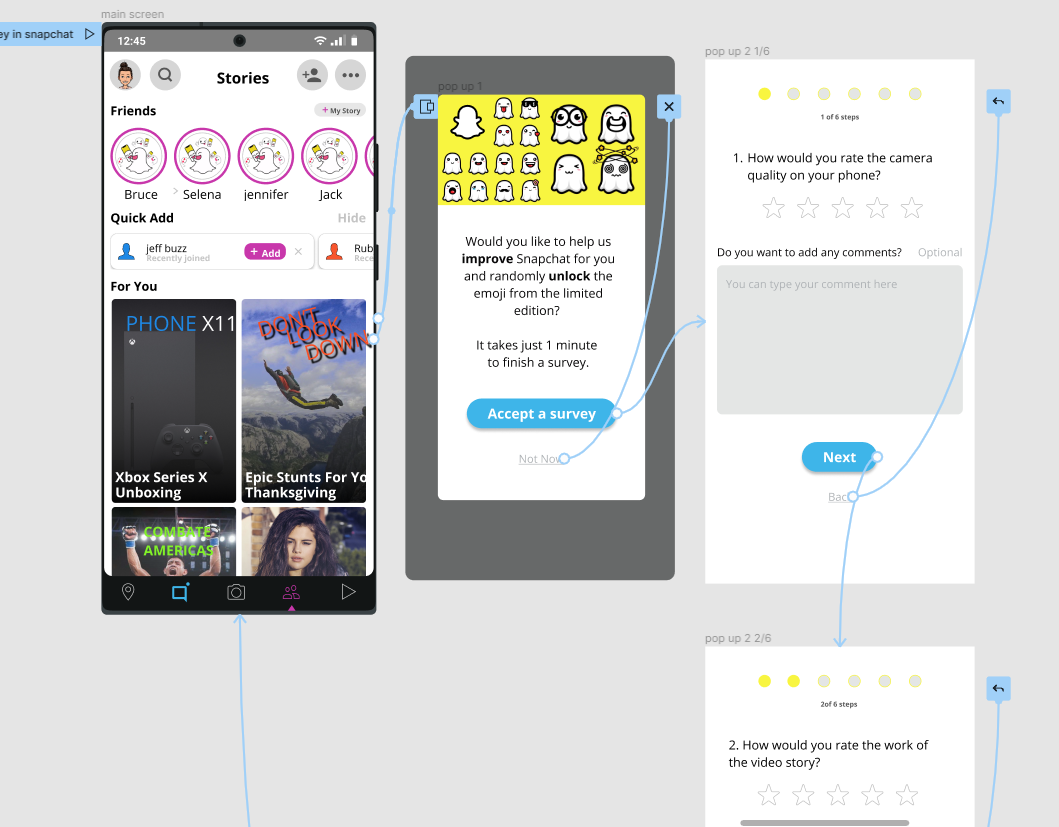 main screen
ey in snapchat
12:45
Stories
Friends
+ My Story
Bruce
Selena
jennifer
Jack
Quick Add
Hide
jeff buzz
Recently joined
+ Add
Rub
Rece
For You
PHONE X11
Xbox Series X
Unboxing
DON'T
LOOK
DOWN
Epic Stunts For Yo
Thanksgiving
COMBATE
AMERICAS
pop up 1
Would you like to help us
improve Snapchat for you
and randomly unlock the
emoji from the limited
edition?
It takes just 1 minute
to finish a survey.
Accept a survey
Not Now
pop up 2 1/6
1 of 6 steps
1. How would you rate the camera
quality on your phone?
Do you want to add any comments?
Optional
You can type your comment here
Next
Back
pop up 2 2/6
2of 6 steps
2. How would you rate the work of
the video story?